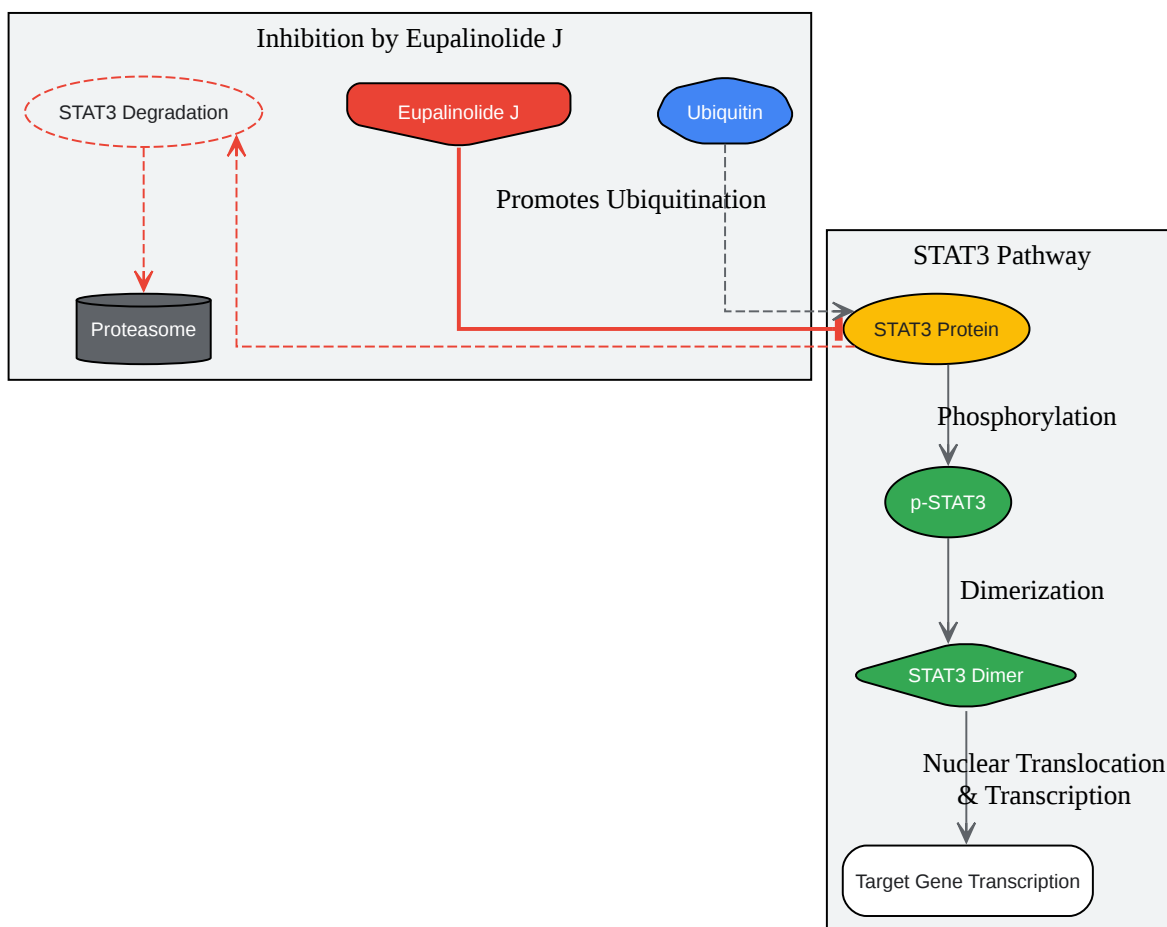 Inhibition by Eupalinolide J
STAT3 Degradation
Eupalinolide J
Ubiquitin
Promotes Ubiquitination
STAT3 Pathway
Proteasome
STAT3 Protein
Phosphorylation
p-STAT3
Dimerization
STAT3 Dimer
Nuclear Translocation
& Transcription
Target Gene Transcription